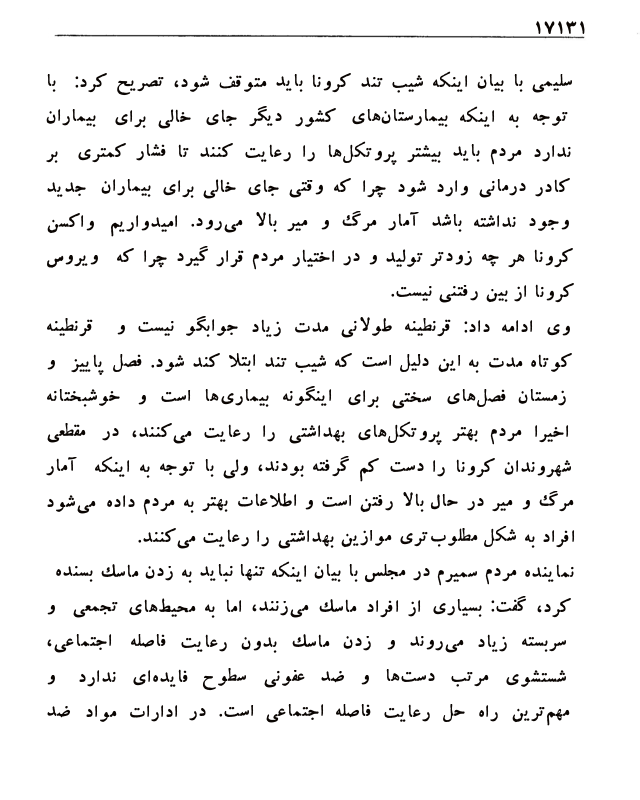 ۱۷۱۳۱
سلیمی با بیان اینکه شیب تند کرونا باید متوقف شود، تصریح کرد: با
توجه به اینکه بیمارستان‌های کشور دیگر جای خالی برای بیماران
ندارد مردم باید بیشتر پروتکل‌ها را رعایت کنند تا فشار کمتری بر
کادر درمانی وارد شود چرا که وقتی جای خالی برای بیماران جدید
وجود نداشته باشد آمار مرگ و میر بالا می‌رود. امیدواریم واکسن
کرونا هر چه زودتر تولید و در اختیار مردم قرار گیرد چرا که ویروس
کرونا از بین رفتنی نیست.
وی ادامه داد: قرنطینه طولانی مدت زیاد جوابگو نیست و قرنطینه
کوتاه مدت به این دلیل است که شیب تند ابتلا کند شود. فصل پاییز و
زمستان فصل‌های سختی برای اینگونه بیماری‌ها است و خوشبختانه
اخیرا مردم بهتر پروتکل‌های بهداشتی را رعایت می‌کنند، در مقطعی
شهروندان کرونا را دست کم گرفته بودند، ولی با توجه به اینکه آمار
مرگ و میر در حال بالا رفتن است و اطلاعات بهتر به مردم داده می‌شود
افراد به شکل مطلوب‌تری موازین بهداشتی را رعایت می‌کنند.
نماینده مردم سمیرم در مجلس با بیان اینکه تنها نباید به زدن ماسک بسنده
کرد، گفت: بسیاری از افراد ماسک می‌زنند، اما به محیط‌های تجمعی و
سربسته زیاد می‌روند و زدن ماسک بدون رعایت فاصله اجتماعی،
شستشوی مرتب دست‌ها و ضد عفونی سطوح فایده‌ای ندارد و
مهم‌ترین راه حل رعایت فاصله اجتماعی است. در ادارات مواد ضد